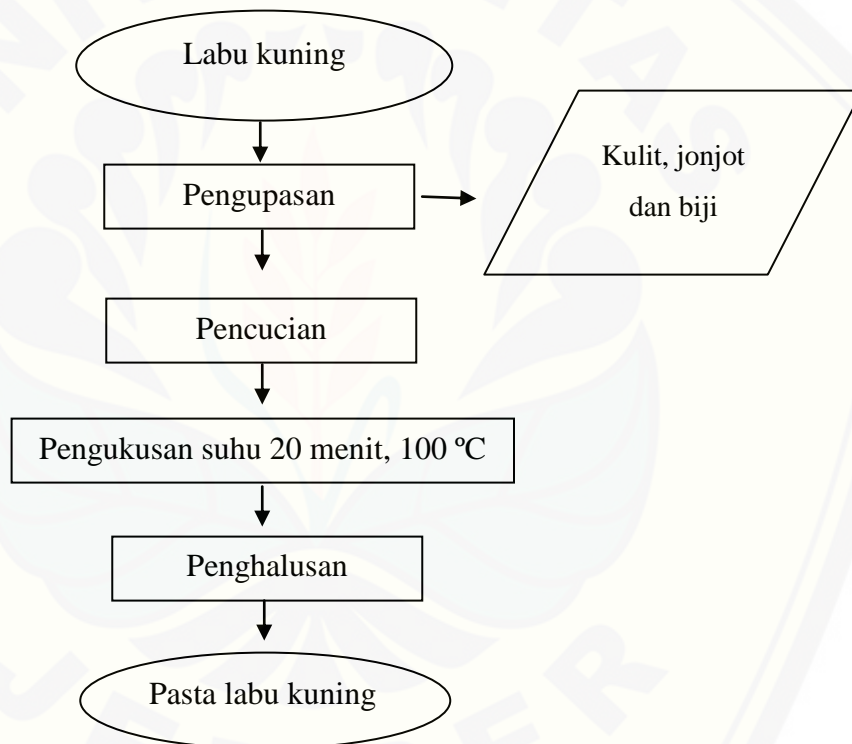 Labu kuning
Pengupasan
Kulit, jonjot
dan biji
Pencucian
Pengukusan suhu 20 menit, 100 ºC
Penghalusan
Pasta labu kuning